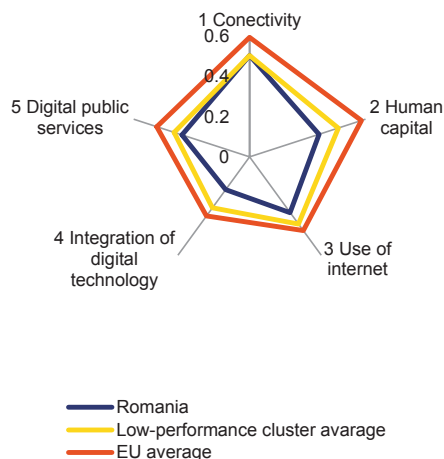 1 Conectivity
0.6
0.4
0.2
0
2 Human
capital
3 Use of
internet
4 Integration of
digital
technology
5 Digital public
services
Romania
Low-performance cluster avarage
EU average